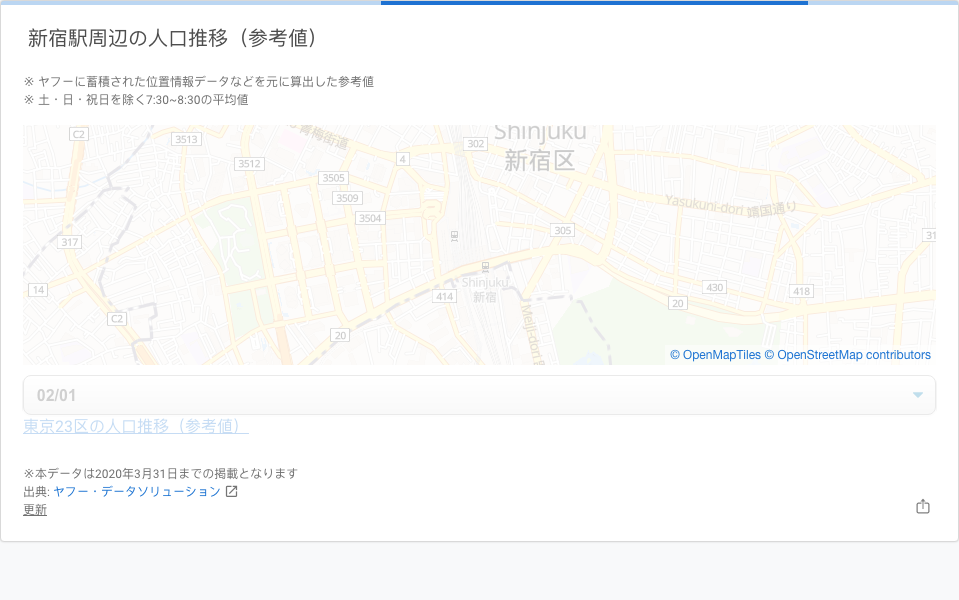 新宿駅周辺の人口推移（参考値）
※ ヤフーに蓄積された位置情報データなどを元に算出した参考値
※ 土・日・祝日を除く7:30~8:30の平均値
Shinjuku
新宿区
青梅街道
C2
3513
302
3512
4
3505
3509
3504
Yasukuni-dori 靖国通り
305
317
31
14
Shinjuku
新宿
414
430
418
20
C2
20
Meiji-dori
© OpenMapTiles © OpenStreetMap contributors
02/01
東京23区の人口推移（参考値）
※本データは2020年3月31日までの掲載となります
出典: ヤフー・データソリューション
更新